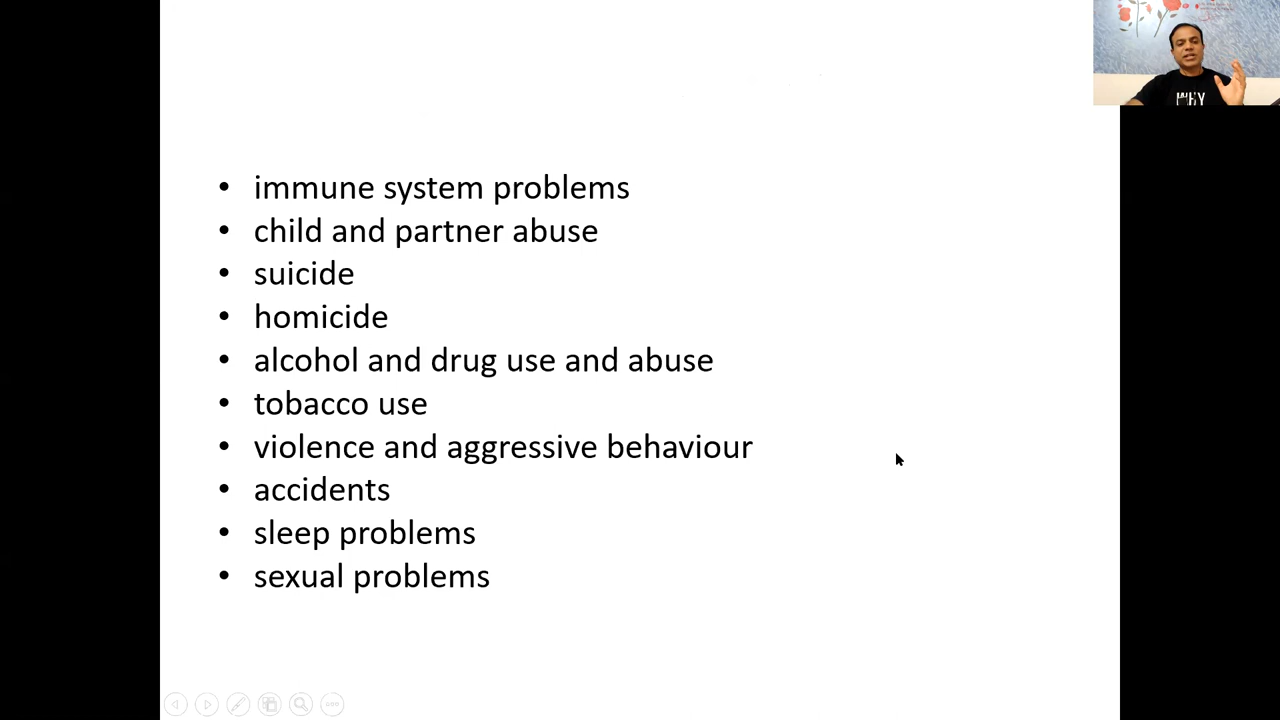 • immune system problems
• child and partner abuse
• suicide
• homicide
• alcohol and drug use and abuse
• tobacco use
• violence and aggressive behaviour
• accidents
• sleep problems
• sexual problems
WHY